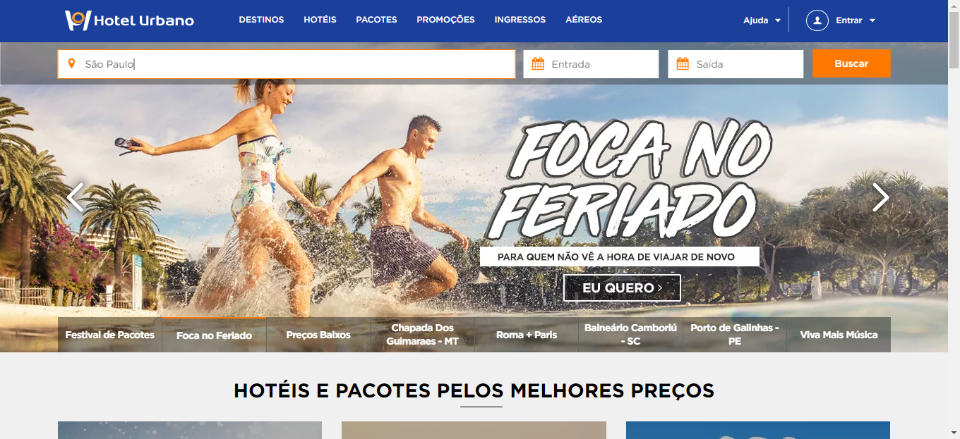 Hotel Urbano
DESTINOS HOTÉIS PACOTES PROMOÇÕES INGRESSOS AÉREOS
Ajuda Entrar
São Paulo Entrada Saída Buscar
FOCA NO
FERIADO
PARA QUEM NÃO VÊ A HORA DE VIAJAR DE NOVO
EU QUERO >
Festival de Pacotes
Foca no Feriado
Preços Baixos
Chapada Dos
Guimaraes - MT
Roma + Paris
Balneário Camboriú
- SC
Porto de Galinhas -
PE
Viva Mais Música
HOTÉIS E PACOTES PELOS MELHORES PREÇOS